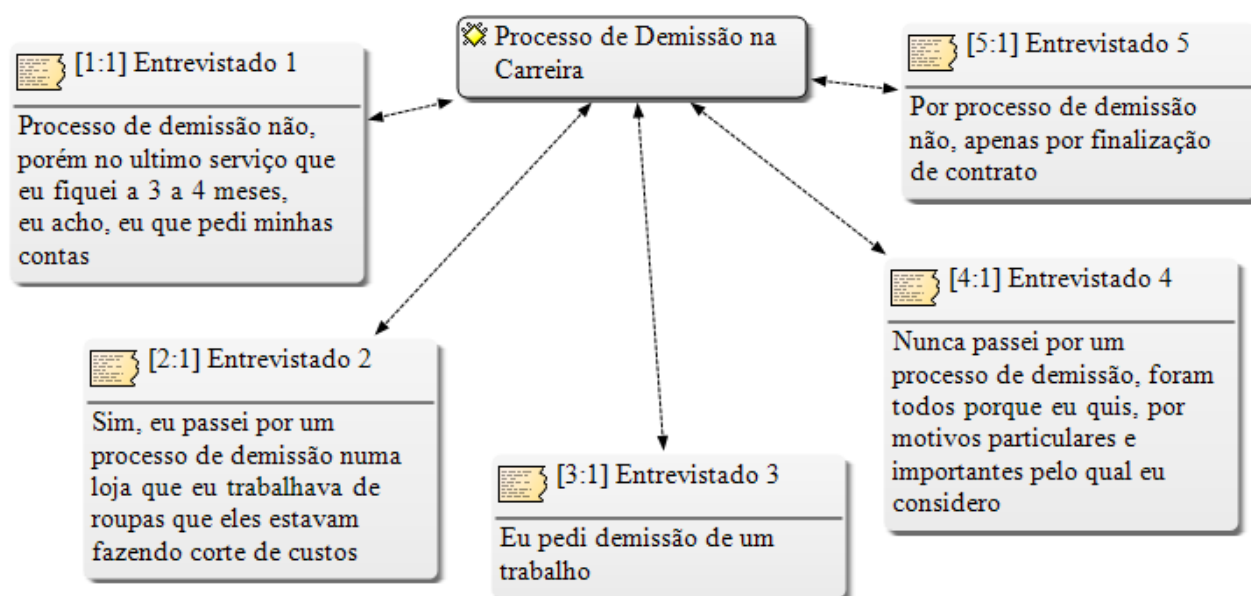 Processo de Demissão na
Carreira
[1:1] Entrevistado 1
Processo de demissão não,
porém no ultimo serviço que
eu fiquei a 3 a 4 meses,
eu acho, eu que pedi minhas
contas
[2:1] Entrevistado 2
Sim, eu passei por um
processo de demissão numa
loja que eu trabalhava de
roupas que eles estavam
fazendo corte de custos
[3:1] Entrevistado 3
Eu pedi demissão de um
trabalho
[4:1] Entrevistado 4
Nunca passei por um
processo de demissão, foram
todos porque eu quis, por
motivos particulares e
importantes pelo qual eu
considero
[5:1] Entrevistado 5
Por processo de demissão
não, apenas por finalização
de contrato